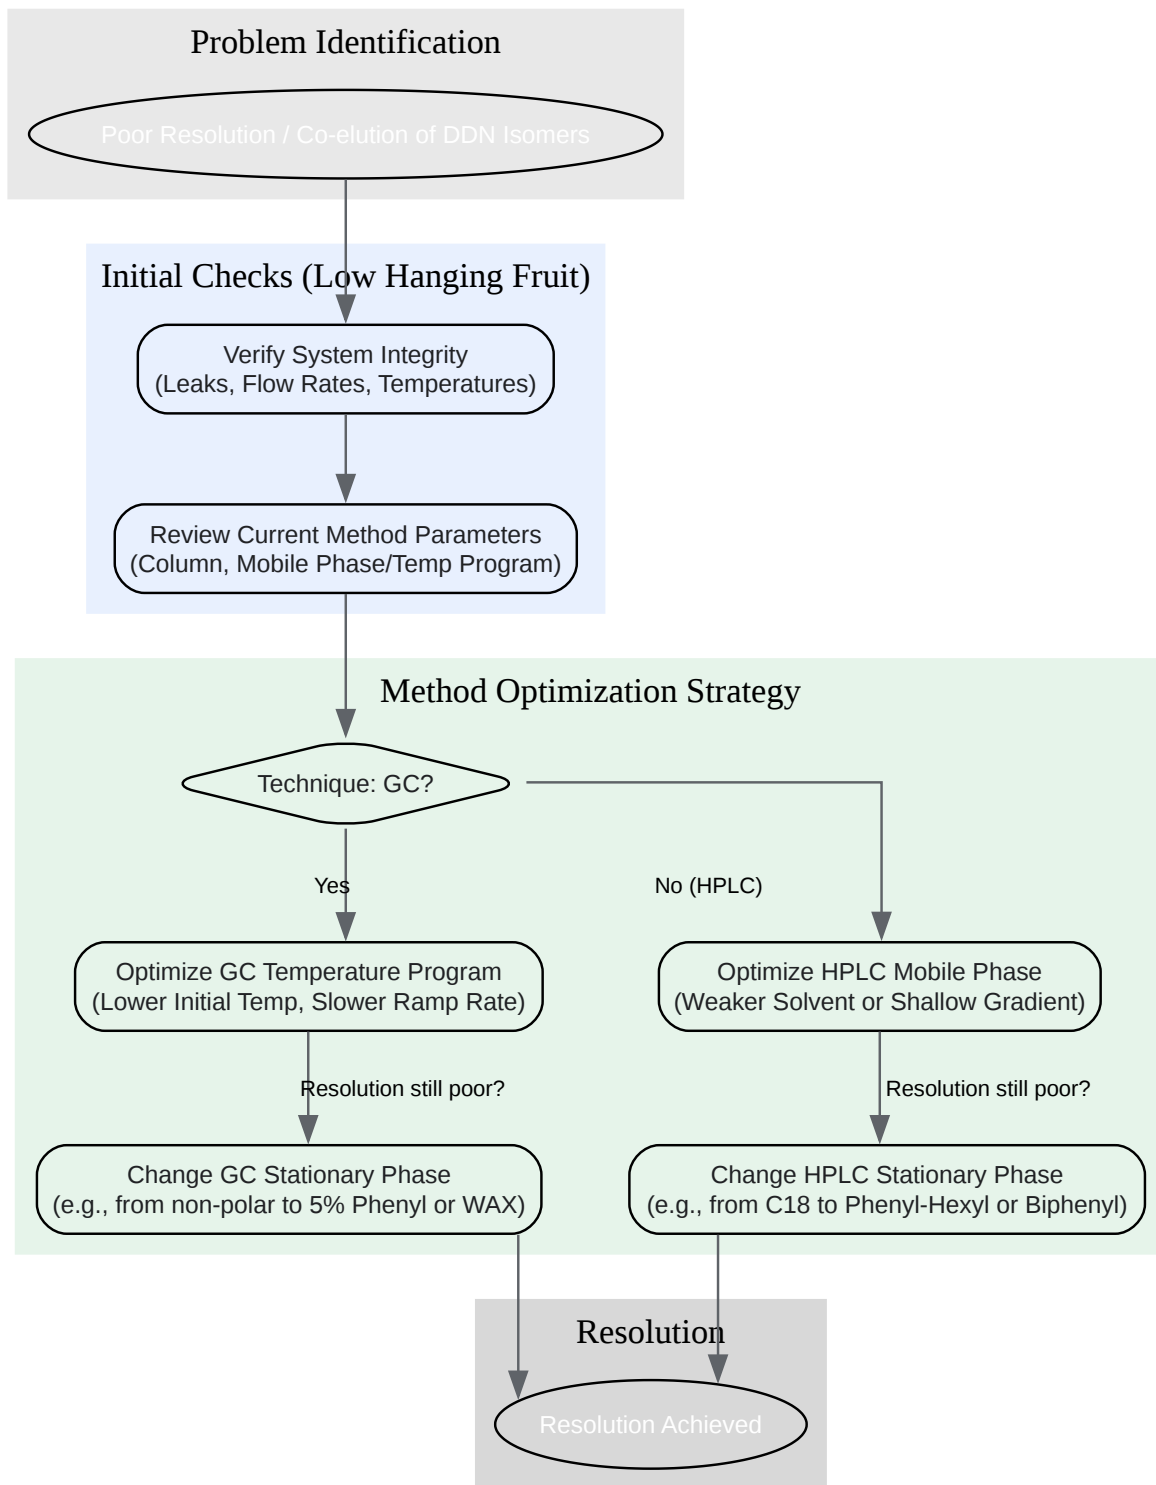 Problem Identification
Poor Resolution / Co-elution of DDN Isomers
Initial Checks (Low Hanging Fruit)
Verify System Integrity
(Leaks, Flow Rates, Temperatures)
Review Current Method Parameters
(Column, Mobile Phase/Temp Program)
Method Optimization Strategy
Technique: GC?
Yes
No (HPLC)
Optimize GC Temperature Program
(Lower Initial Temp, Slower Ramp Rate)
Optimize HPLC Mobile Phase
(Weaker Solvent or Shallow Gradient)
Resolution still poor?
Resolution still poor?
Change GC Stationary Phase
(e.g., from non-polar to 5% Phenyl or WAX)
Change HPLC Stationary Phase
(e.g., from C18 to Phenyl-Hexyl or Biphenyl)
Resolution
Resolution Achieved